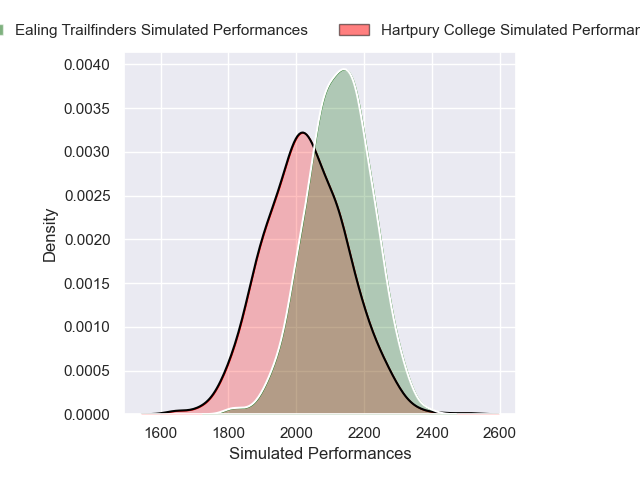 Ealing Trailfinders Simulated Performances
Hartpury College Simulated
0.0040
0.0035
0.0030
0.0025
0.0020
0.0015
0.0010
0.0005
0.0000
Density
1600 1800 2000 2200 2400 2600
Simulated Performances